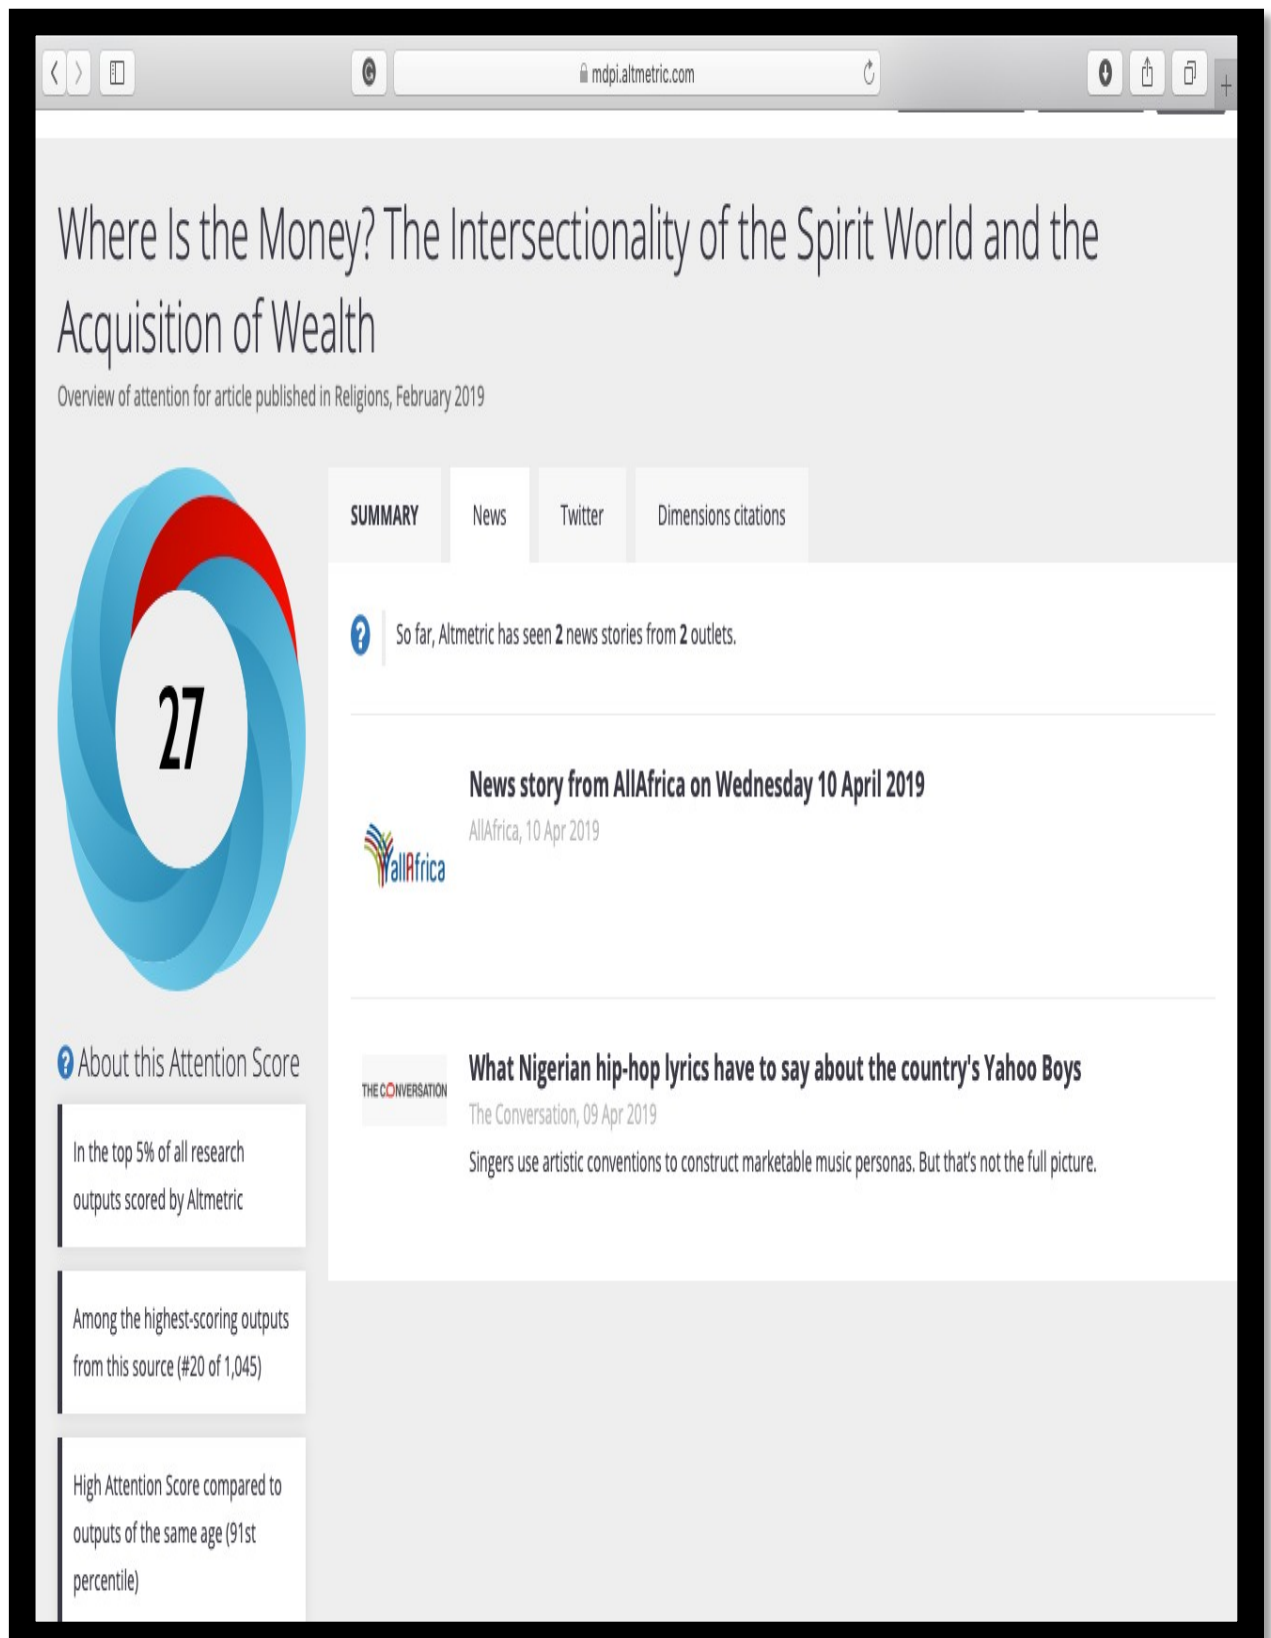 mdpi.altmetric.com
Where Is the Money? The Intersectionality of the Spirit World and the
Acquisition of Wealth
Overview of attention for article published in Religions, February 2019
SUMMARY News Twitter Dimensions citations
? So far, Altmetric has seen 2 news stories from 2 outlets.
27
News story from AllAfrica on Wednesday 10 April 2019
AllAfrica, 10 Apr 2019
allAfrica
? About this Attention Score
What Nigerian hip-hop lyrics have to say about the country's Yahoo Boys
THE CONVERSATION
The Conversation, 09 Apr 2019
Singers use artistic conventions to construct marketable music personas. But that's not the full picture.
In the top 5% of all research
outputs scored by Altmetric
Among the highest-scoring outputs
from this source (#20 of 1,045)
High Attention Score compared to
outputs of the same age (91st
percentile)